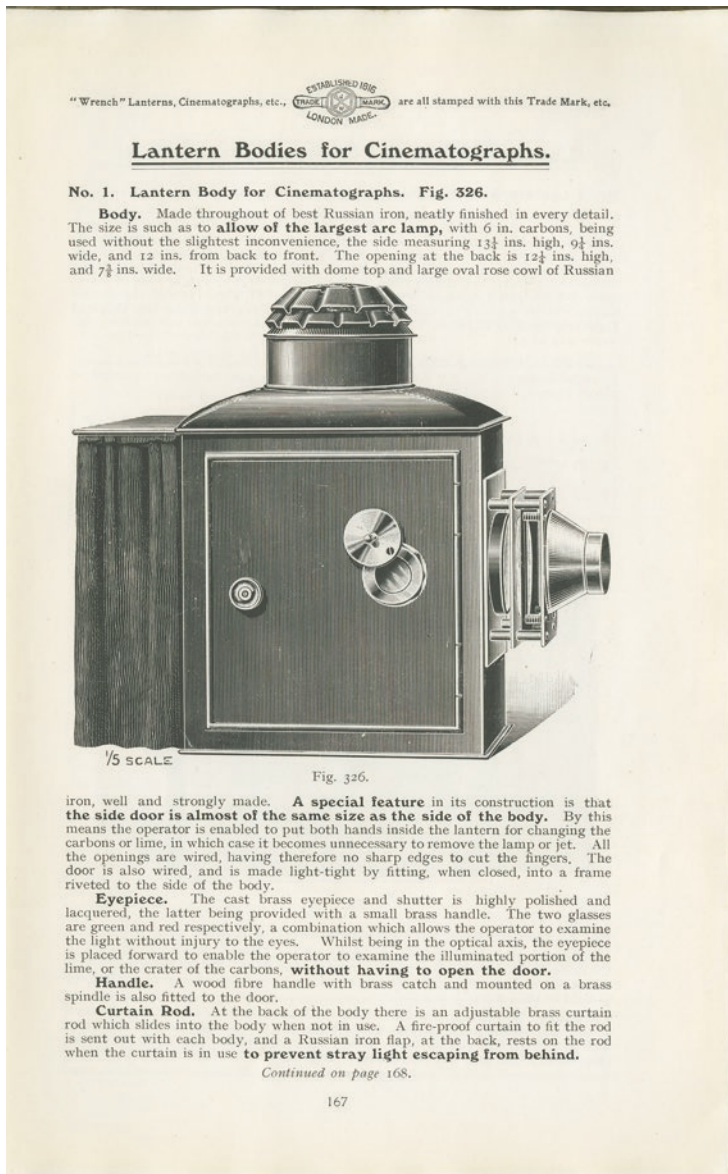 "Wrench" Lanterns, Cinematographs, etc., ESTABLISHED 1816 TRADE MARK. LONDON MADE. are all stamped with this Trade Mark, etc.
Lantern Bodies for Cinematographs.
No. 1. Lantern Body for Cinematographs. Fig. 326.
Body. Made throughout of best Russian iron, neatly finished in every detail.
The size is such as to allow of the largest arc lamp, with 6 in. carbons, being
used without the slightest inconvenience, the side measuring 13¼ ins. high, 9¼ ins.
wide, and 12 ins. from back to front. The opening at the back is 12¼ ins. high,
and 7⅜ ins. wide. It is provided with dome top and large oval rose cowl of Russian
1/5 SCALE
Fig. 326.
iron, well and strongly made. A special feature in its construction is that
the side door is almost of the same size as the side of the body. By this
means the operator is enabled to put both hands inside the lantern for changing the
carbons or lime, in which case it becomes unnecessary to remove the lamp or jet. All
the openings are wired, having therefore no sharp edges to cut the fingers. The
door is also wired, and is made light-tight by fitting, when closed, into a frame
riveted to the side of the body.
Eyepiece. The cast brass eyepiece and shutter is highly polished and
lacquered, the latter being provided with a small brass handle. The two glasses
are green and red respectively, a combination which allows the operator to examine
the light without injury to the eyes. Whilst being in the optical axis, the eyepiece
is placed forward to enable the operator to examine the illuminated portion of the
lime, or the crater of the carbons, without having to open the door.
Handle. A wood fibre handle with brass catch and mounted on a brass
spindle is also fitted to the door.
Curtain Rod. At the back of the body there is an adjustable brass curtain
rod which slides into the body when not in use. A fire-proof curtain to fit the rod
is sent out with each body, and a Russian iron flap, at the back, rests on the rod
when the curtain is in use to prevent stray light escaping from behind.
Continued on page 168.
167